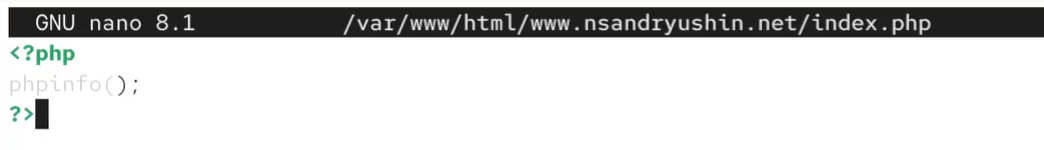 GNU nano 8.1 /var/www/html/www.nsandryushin.net/index.php
<?php
phpinfo();
?>